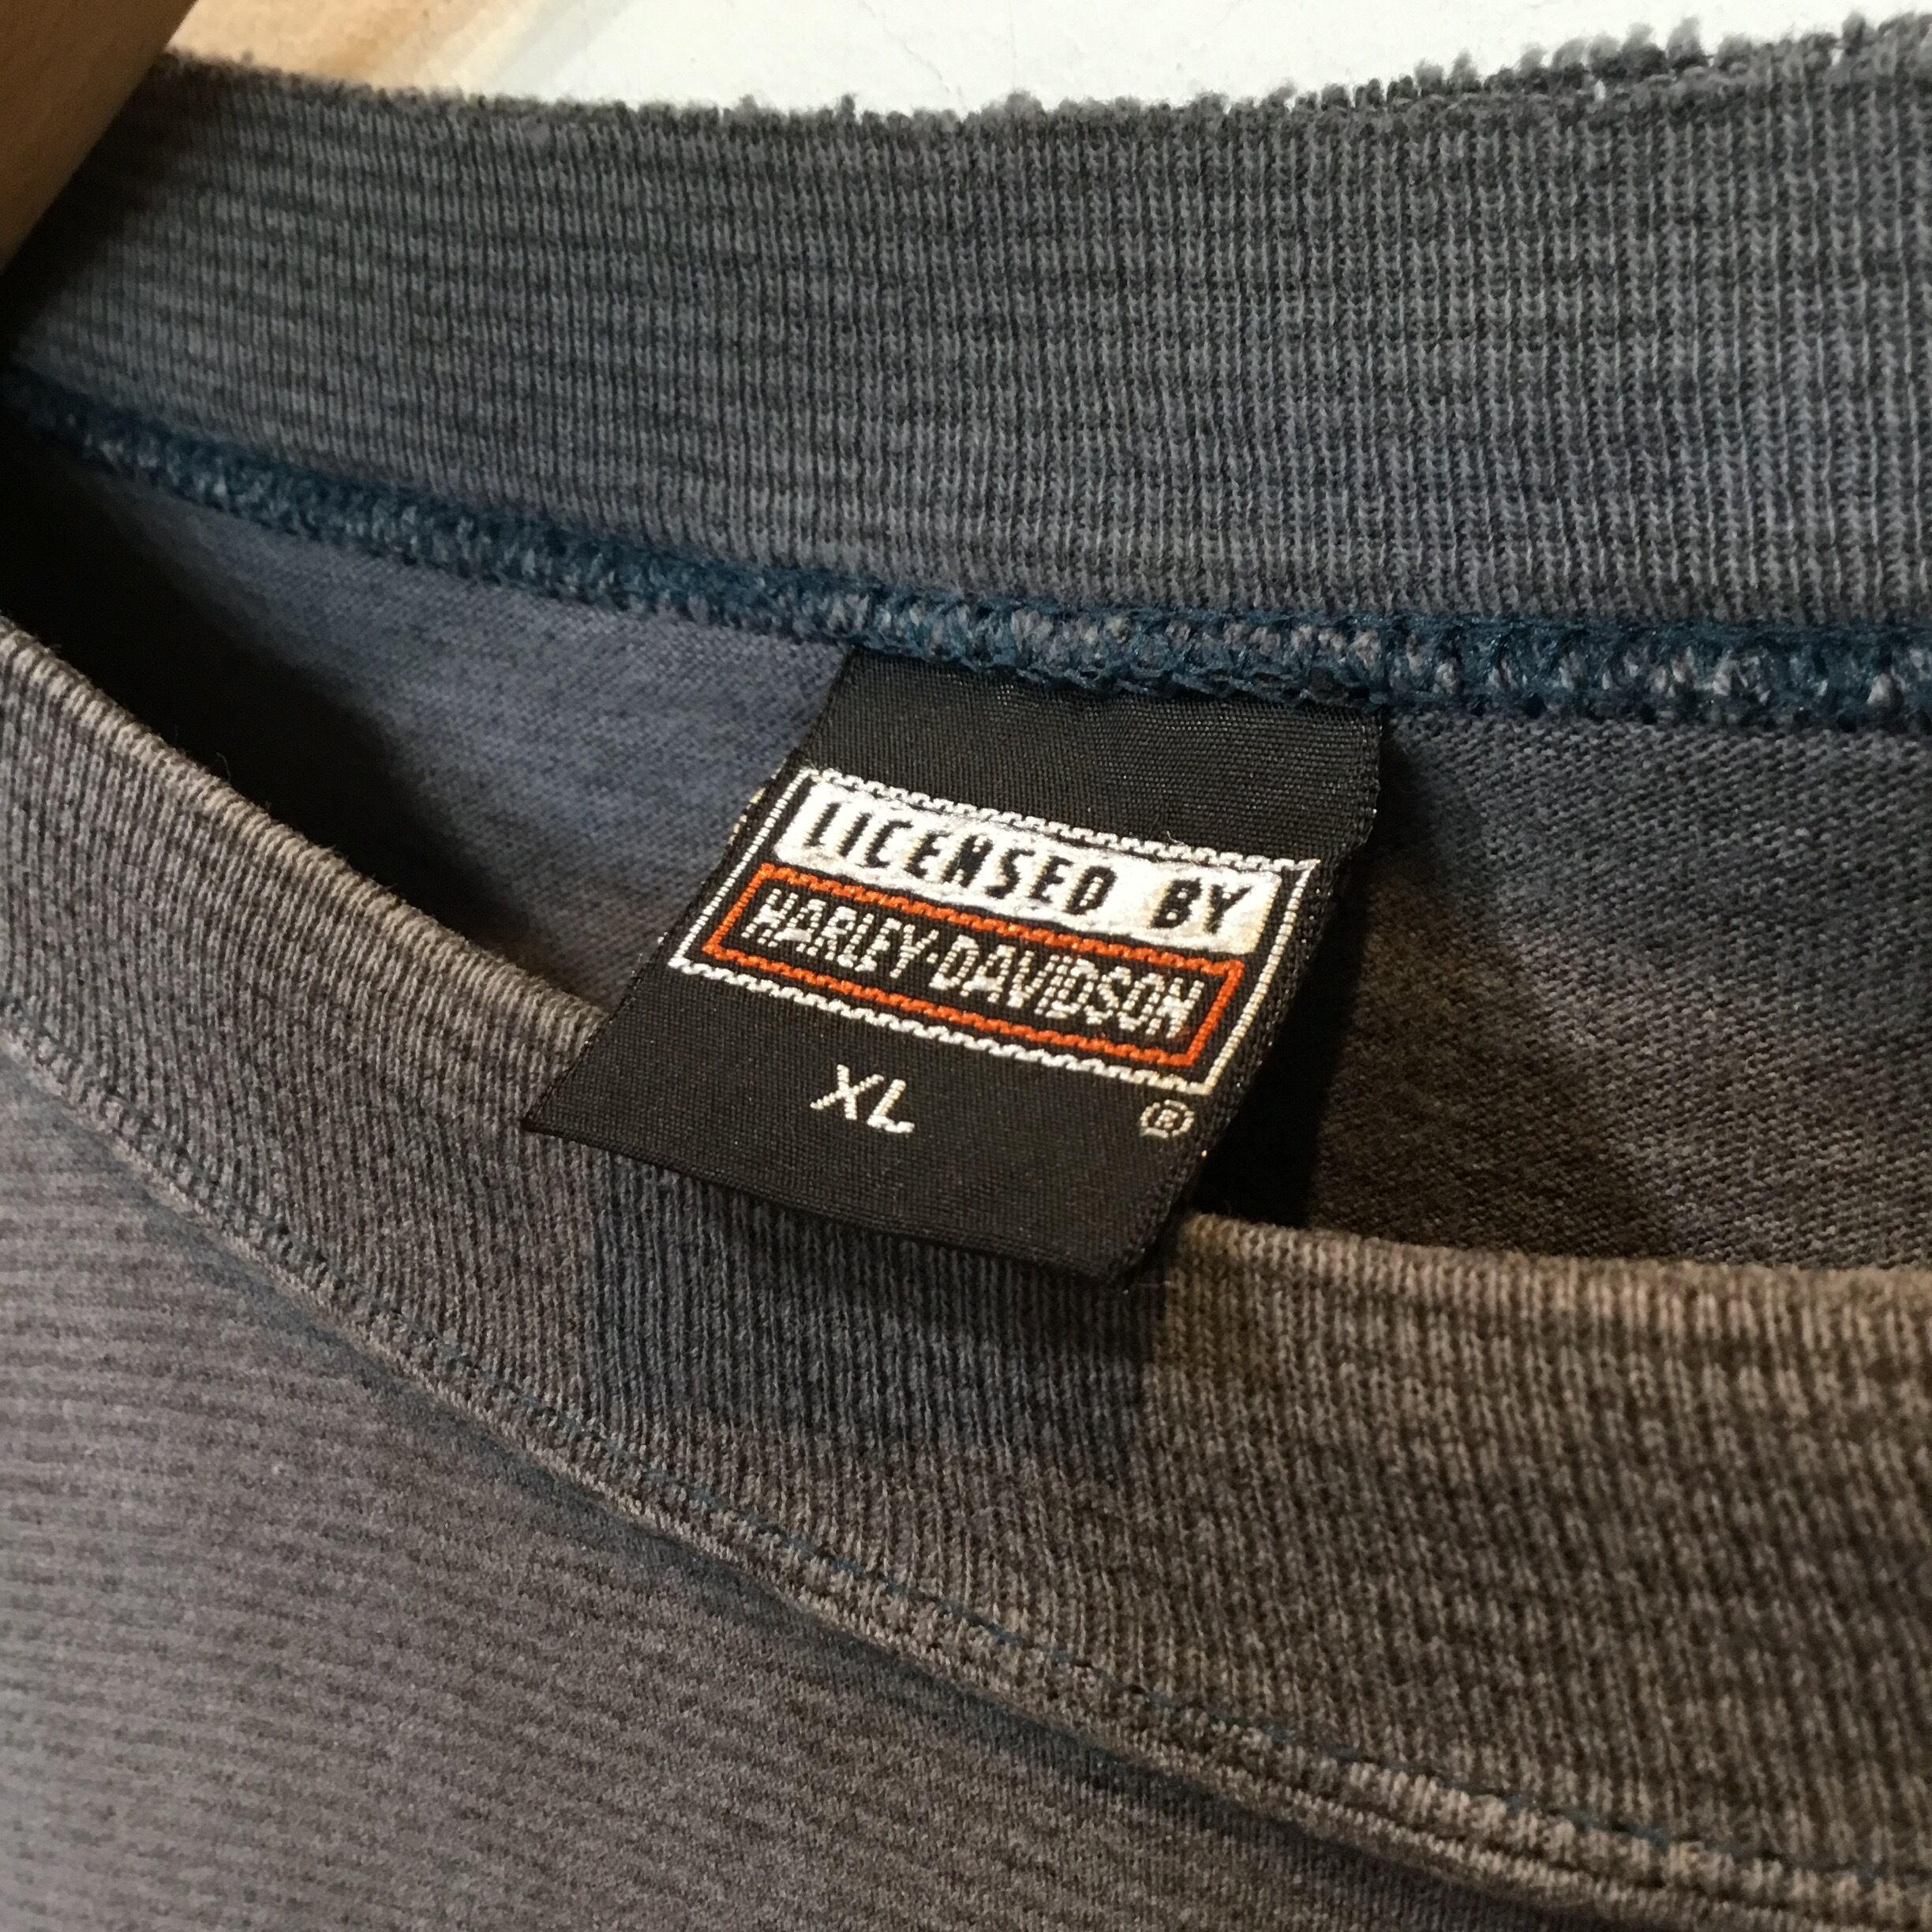 LICENSED BY
HARLEY-DAVIDSON
XL ®